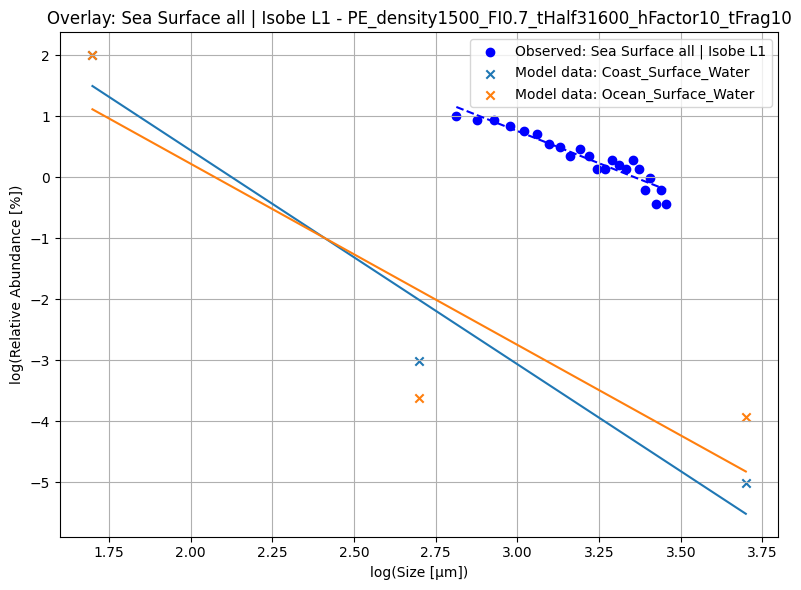 Overlay: Sea Surface all | Isobe L1 - PE_density1500_FI0.7_tHalf31600_hFactor10_tFrag10
Observed: Sea Surface all | Isobe L1
Model data: Coast_Surface_Water
Model data: Ocean_Surface_Water
log(Relative Abundance [%])
2
1
0
−1
−2
−3
−4
−5
1.75
2.00
2.25
2.50
2.75
3.00
3.25
3.50
3.75
log(Size [μm])